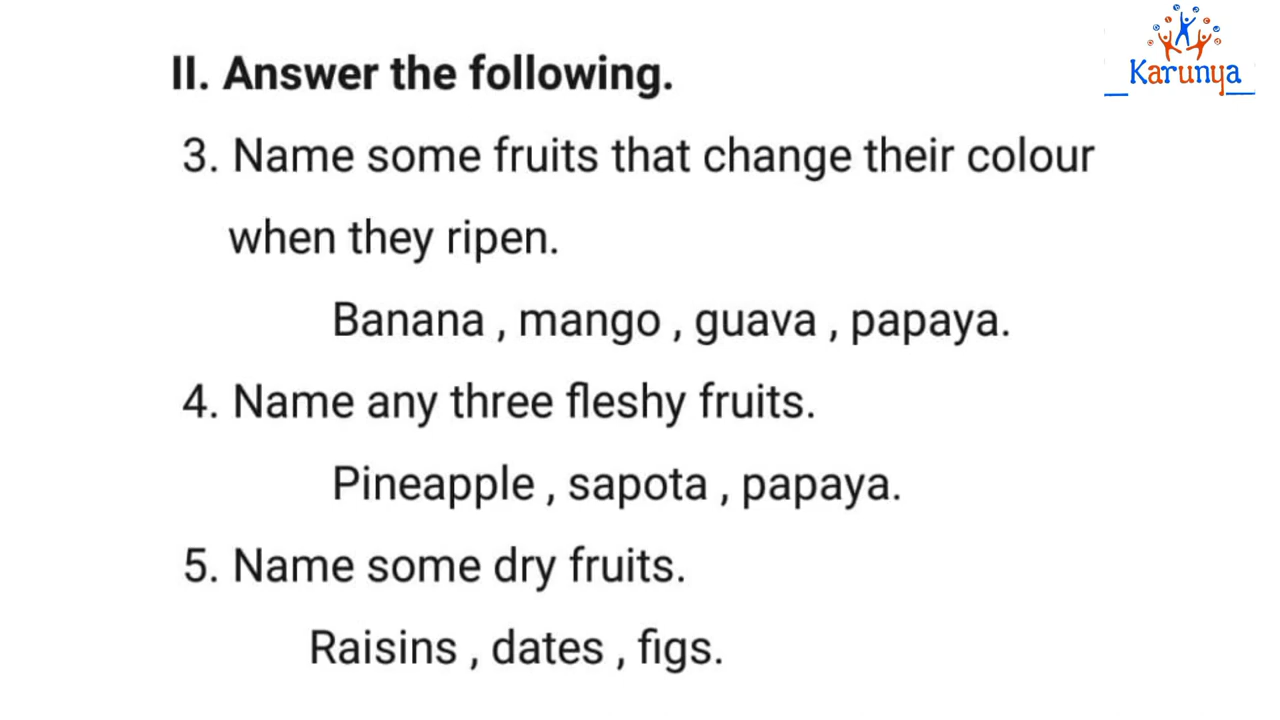 Karunya
II. Answer the following.
3. Name some fruits that change their colour
when they ripen.
Banana , mango , guava , papaya.
4. Name any three fleshy fruits.
Pineapple , sapota , papaya.
5. Name some dry fruits.
Raisins , dates , figs.